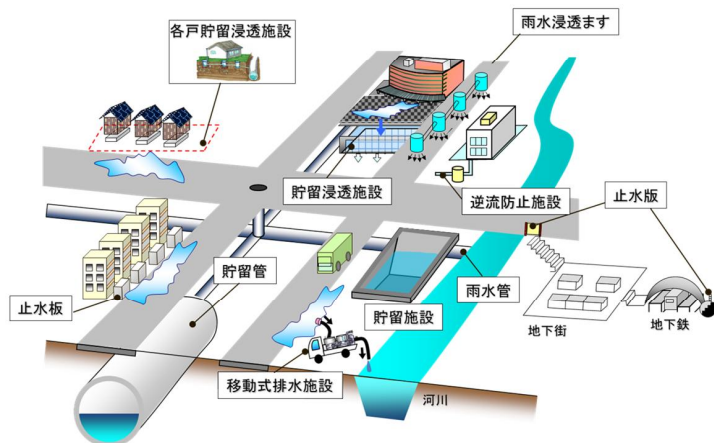 各戸貯留浸透施設
雨水浸透ます
貯留浸透施設
逆流防止施設
止水版
止水板
貯留管
雨水管
貯留施設
地下街
地下鉄
移動式排水施設
河川